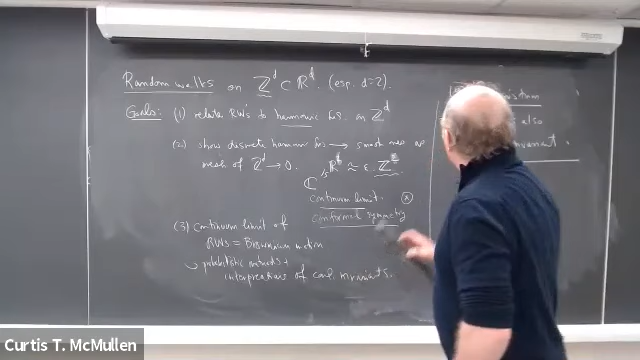 Random walks on ℤ^d ⊂ ℝ^d. (esp. d=2).
Goals: (1) relate RW's to harmonic fns. on ℤ^d
(2) show discrete harm fns → smooth ones as
mesh of ℤ^d → 0.
ℝ^d ≈ ε ℤ
ℂ
continuum limit.
conformal symmetry
(3) continuum limit of
RWs = Brownian motion
probabilistic methods +
interpretations of conf. invariants.
also
Curtis T. McMullen